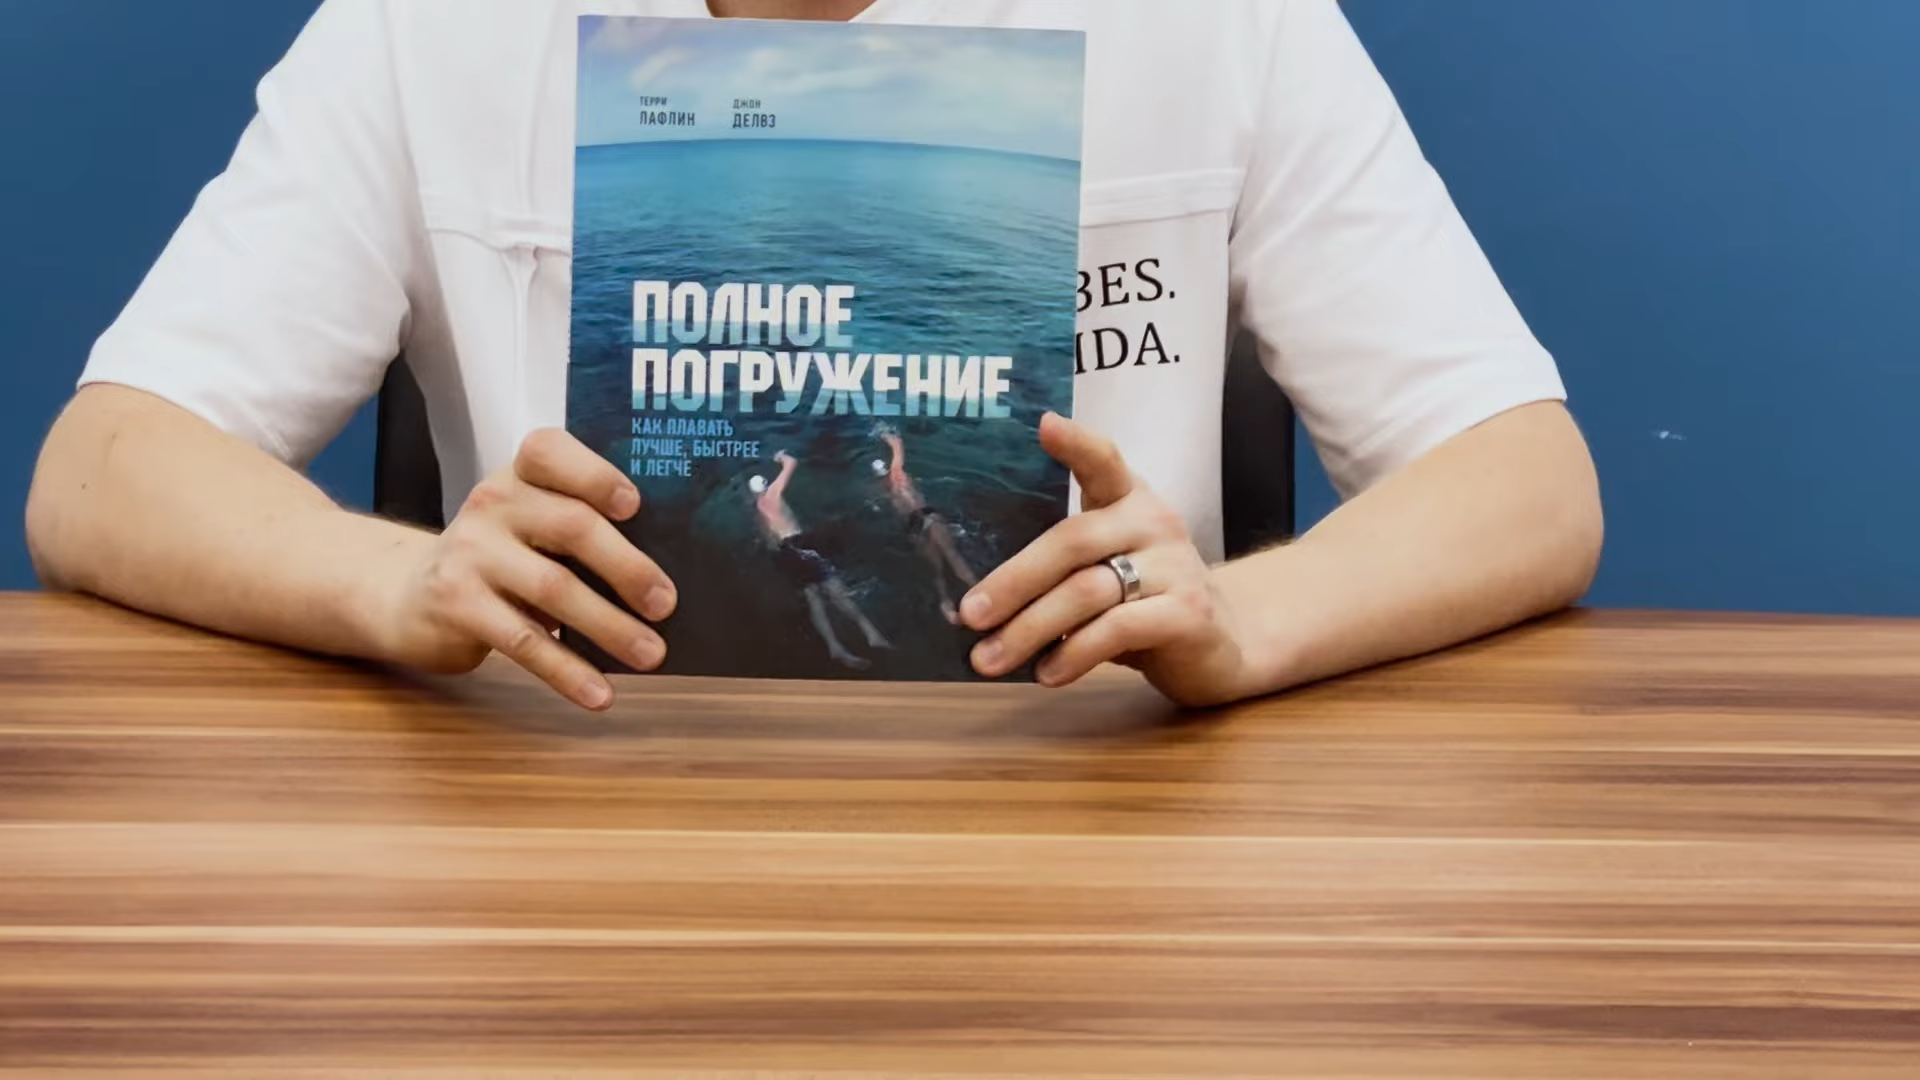 ТЕРРИ
ЛАФЛИН
ДЖОН
ДЕЛВЗ
ПОЛНОЕ
ПОГРУЖЕНИЕ
КАК ПЛАВАТЬ
ЛУЧШЕ, БЫСТРЕЕ
И ЛЕГЧЕ
BES.
IDA.